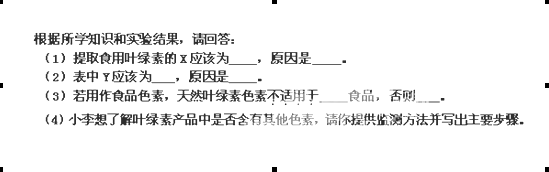 根据所学知识和实验结果，请回答：
（1）提取食用叶绿素的X应该为____，原因是____。
（2）表中Y应该为___，原因是____。
（3）若用作食品色素，天然叶绿素色素不适用于____食品，否则___。
（4）小李想了解叶绿素产品中是否含有其他色素，请你提供监测方法并写出主要步骤。